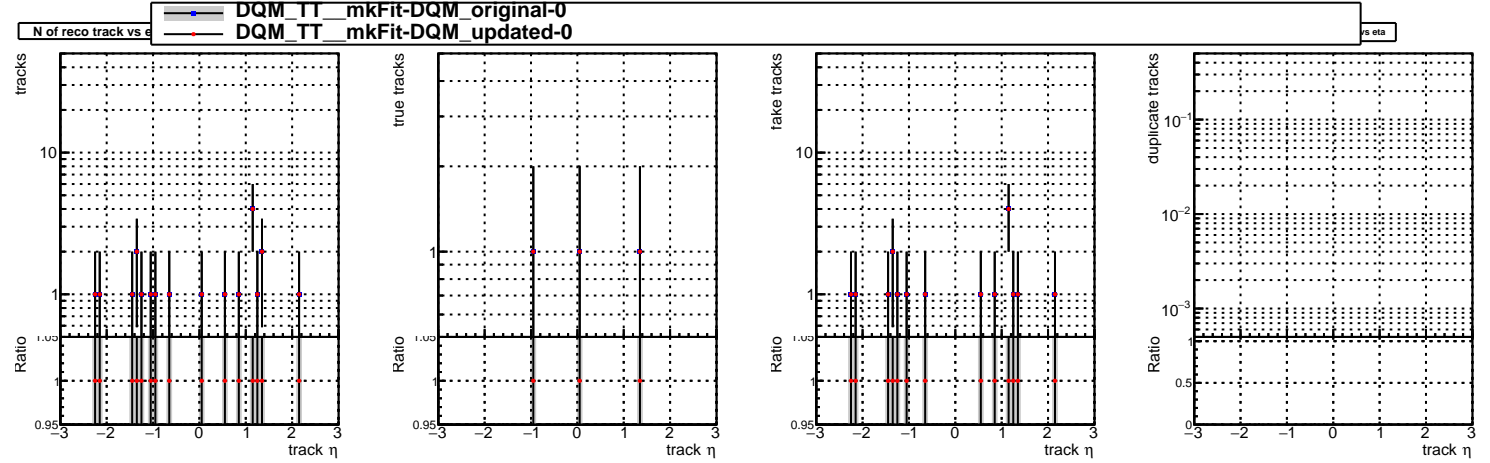 DQM_TT__mkFit-DQM_original-0
DQM_TT__mkFit-DQM_updated-0
N of reco track vs e
vs eta
tracks
10
1
1.05
Ratio
1
0.95
−3 −2 −1 0 1 2 3
track η
true tracks
1
Ratio
1
0.95
−3 −2 −1 0 1 2 3
track η
fake tracks
10
1
1.05
Ratio
1
0.95
−3 −2 −1 0 1 2 3
track η
duplicate tracks
10⁻¹
10⁻²
10⁻³
Ratio
1
0.5
0
−3 −2 −1 0 1 2 3
track η